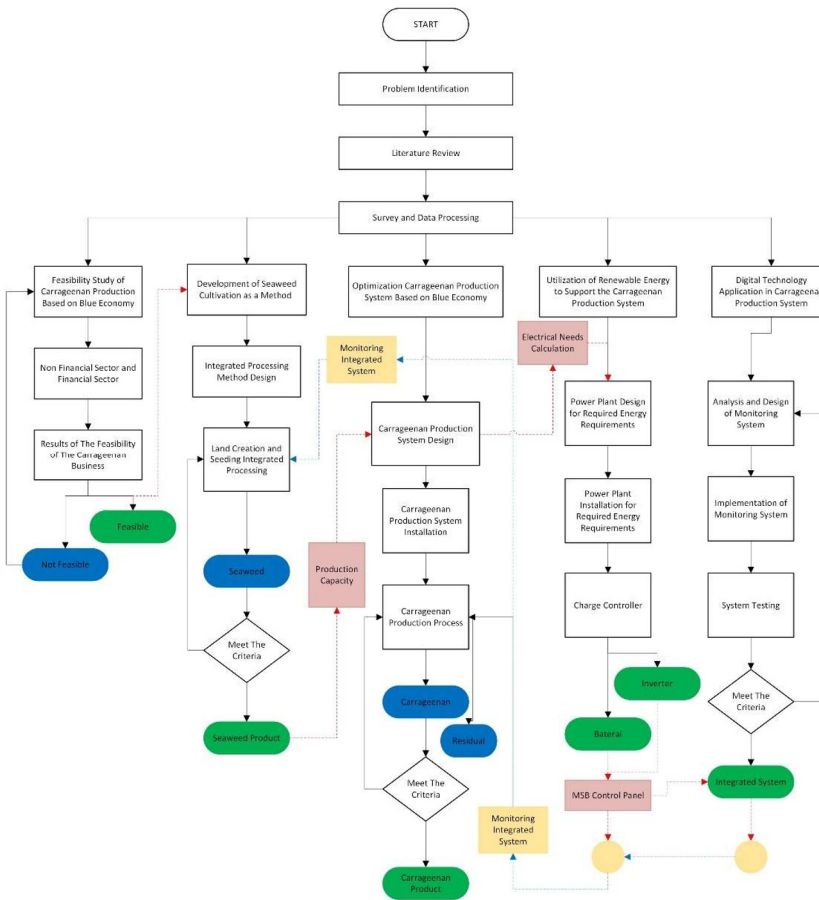 START
Problem Identification
Literature Review
Survey and Data Processing
Feasibility Study of
Carrageenan Production
Based on Blue Economy
Development of Seaweed
Cultivation as a Method
Optimization Carrageenan Production
System Based on Blue Economy
Utilization of Renewable Energy
to Support the Carrageenan
Production System
Digital Technology
Application in Carrageenan
Production System
Electrical Needs
Calculation
Monitoring
Integrated
System
Non Financial Sector and
Financial Sector
Integrated Processing
Method Design
Power Plant Design
for Required Energy
Requirements
Analysis and Design
of Monitoring
System
Results of The Feasibility
of The Carrageenan
Business
Land Creation and
Seeding Integrated
Processing
Carrageenan Production
System Design
Feasible
Not Feasible
Carrageenan
Production System
Installation
Power Plant
Installation for
Required Energy
Requirements
Implementation of
Monitoring System
Seaweed
Production
Capacity
Carrageenan
Production Process
Charge Controller
System Testing
Meet The
Criteria
Seaweed Product
Carrageenan
Residual
Inverter
Baterai
Meet The
Criteria
Meet The
Criteria
MSB Control Panel
Integrated System
Monitoring
Integrated
System
Carrageenan
Product